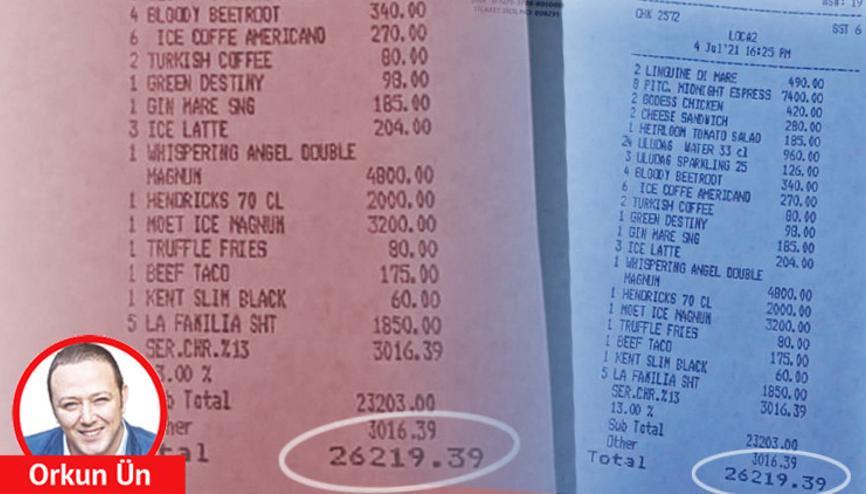 4 BLOODY BEETROOT 340.00
6 ICE COFFE AMERICANO 270.00
2 TURKISH COFFEE 80.00
1 GREEN DESTINY 98.00
1 GIN MARE SNG 185.00
3 ICE LATTE 204.00
1 WHISPERING ANGEL DOUBLE
MAGNUM 4800.00
1 HENDRICKS 70 CL 2000.00
1 MOET ICE MAGNUM 3200.00
1 TRUFFLE FRIES 80.00
1 BEEF TACO 175.00
1 KENT SLIM BLACK 60.00
5 LA FAMILIA SHT 1850.00
SER.CHR.%13 3016.39
3.00 %
b Total 23203.00
her 3016.39
tal 26219.39
Orkun Ün
CHK 2572 GST 6
LOCA2
4 Jul'21 16:25 PM
2 LINGUINE DI MARE 490.00
8 PITC. MIDNIGHT ESPRESS 7400.00
2 GODESS CHICKEN 420.00
2 CHEESE SANDWICH 280.00
1 HEIRLOOM TOMATO SALAD 185.00
24 ULUDAG WATER 33 cl 960.00
3 ULUDAG SPARKLING 25 126.00
4 BLOODY BEETROOT 340.00
6 ICE COFFE AMERICANO 270.00
2 TURKISH COFFEE 80.00
1 GREEN DESTINY 98.00
1 GIN MARE SNG 185.00
3 ICE LATTE 204.00
1 WHISPERING ANGEL DOUBLE
MAGNUM 4800.00
1 HENDRICKS 70 CL 2000.00
1 MOET ICE MAGNUM 3200.00
1 TRUFFLE FRIES 80.00
1 BEEF TACO 175.00
1 KENT SLIM BLACK 60.00
5 LA FAMILIA SHT 1850.00
SER.CHR.%13 3016.39
13.00 %
Sub Total 23203.00
Other 3016.39
Total 26219.39